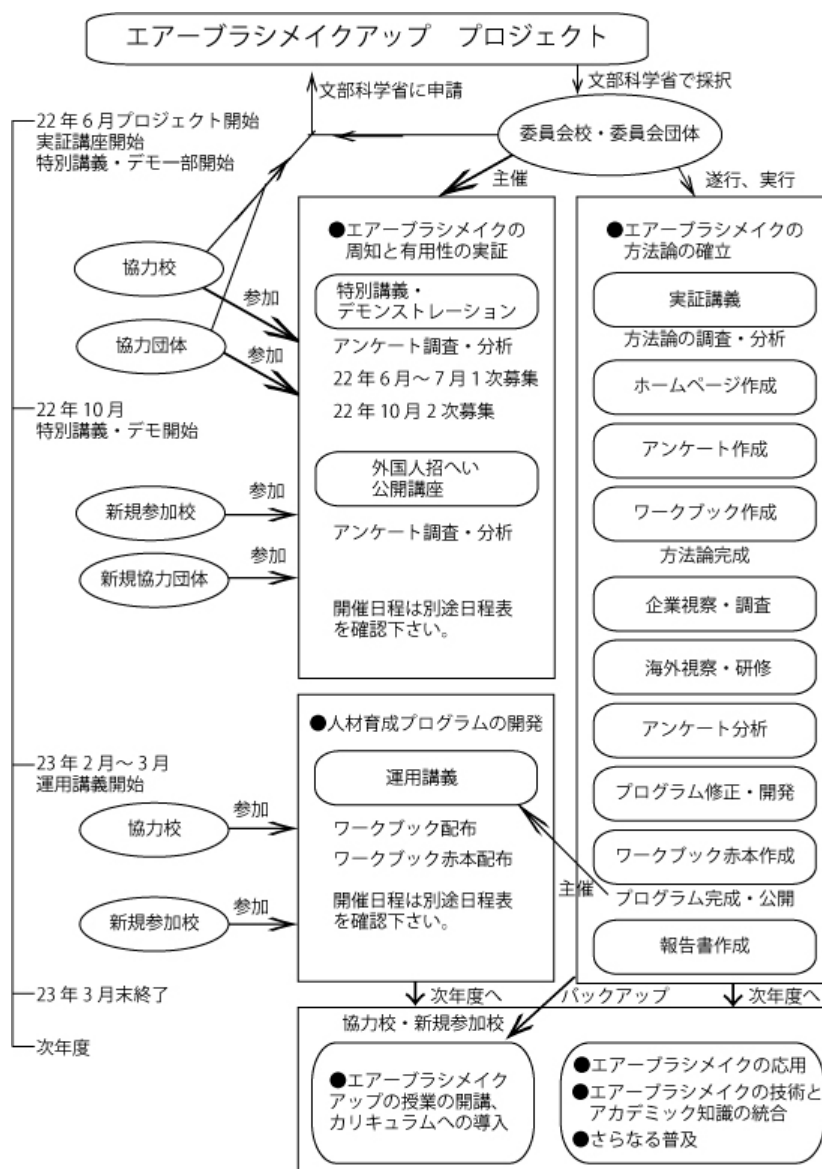 エアーブラシメイクアップ　プロジェクト
文部科学省に申請
文部科学省で採択
22 年 6 月プロジェクト開始
実証講座開始
特別講義・デモ一部開始
委員会校・委員会団体
主催
遂行、実行
●エアーブラシメイクの
周知と有用性の実証
特別講義・
デモンストレーション
アンケート調査・分析
22 年 6 月～ 7 月 1 次募集
22 年 10 月 2 次募集
外国人招へい
公開講座
アンケート調査・分析
開催日程は別途日程表
を確認下さい。
協力校
参加
協力団体
参加
22 年 10 月
特別講義・デモ開始
新規参加校
参加
新規協力団体
参加
●エアーブラシメイクの
方法論の確立
実証講義
方法論の調査・分析
ホームページ作成
アンケート作成
ワークブック作成
方法論完成
企業視察・調査
海外視察・研修
アンケート分析
プログラム修正・開発
ワークブック赤本作成
プログラム完成・公開
報告書作成
●人材育成プログラムの開発
運用講義
ワークブック配布
ワークブック赤本配布
開催日程は別途日程表
を確認下さい。
主催
23 年 2 月～ 3 月
運用講義開始
協力校
参加
新規参加校
参加
23 年 3 月末終了
次年度
次年度へ
バックアップ
次年度へ
協力校・新規参加校
●エアーブラシメイク
アップの授業の開講、
カリキュラムへの導入
●エアーブラシメイクの応用
●エアーブラシメイクの技術と
アカデミック知識の統合
●さらなる普及